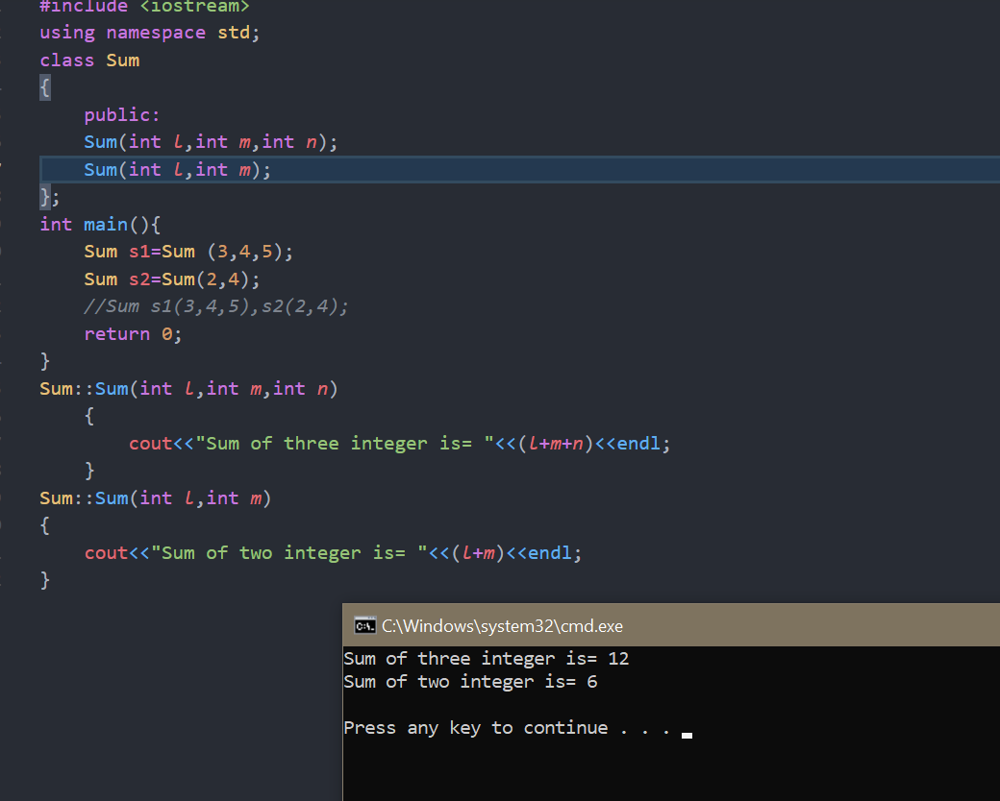 #include <iostream>
using namespace std;
class Sum
{
    public:
    Sum(int l,int m,int n);
    Sum(int l,int m);
};
int main(){
    Sum s1=Sum (3,4,5);
    Sum s2=Sum(2,4);
    //Sum s1(3,4,5),s2(2,4);
    return 0;
}
Sum::Sum(int l,int m,int n)
    {
        cout<<"Sum of three integer is= "<<(l+m+n)<<endl;
    }
Sum::Sum(int l,int m)
{
    cout<<"Sum of two integer is= "<<(l+m)<<endl;
}
C:\Windows\system32\cmd.exe
Sum of three integer is= 12
Sum of two integer is= 6
Press any key to continue . . .